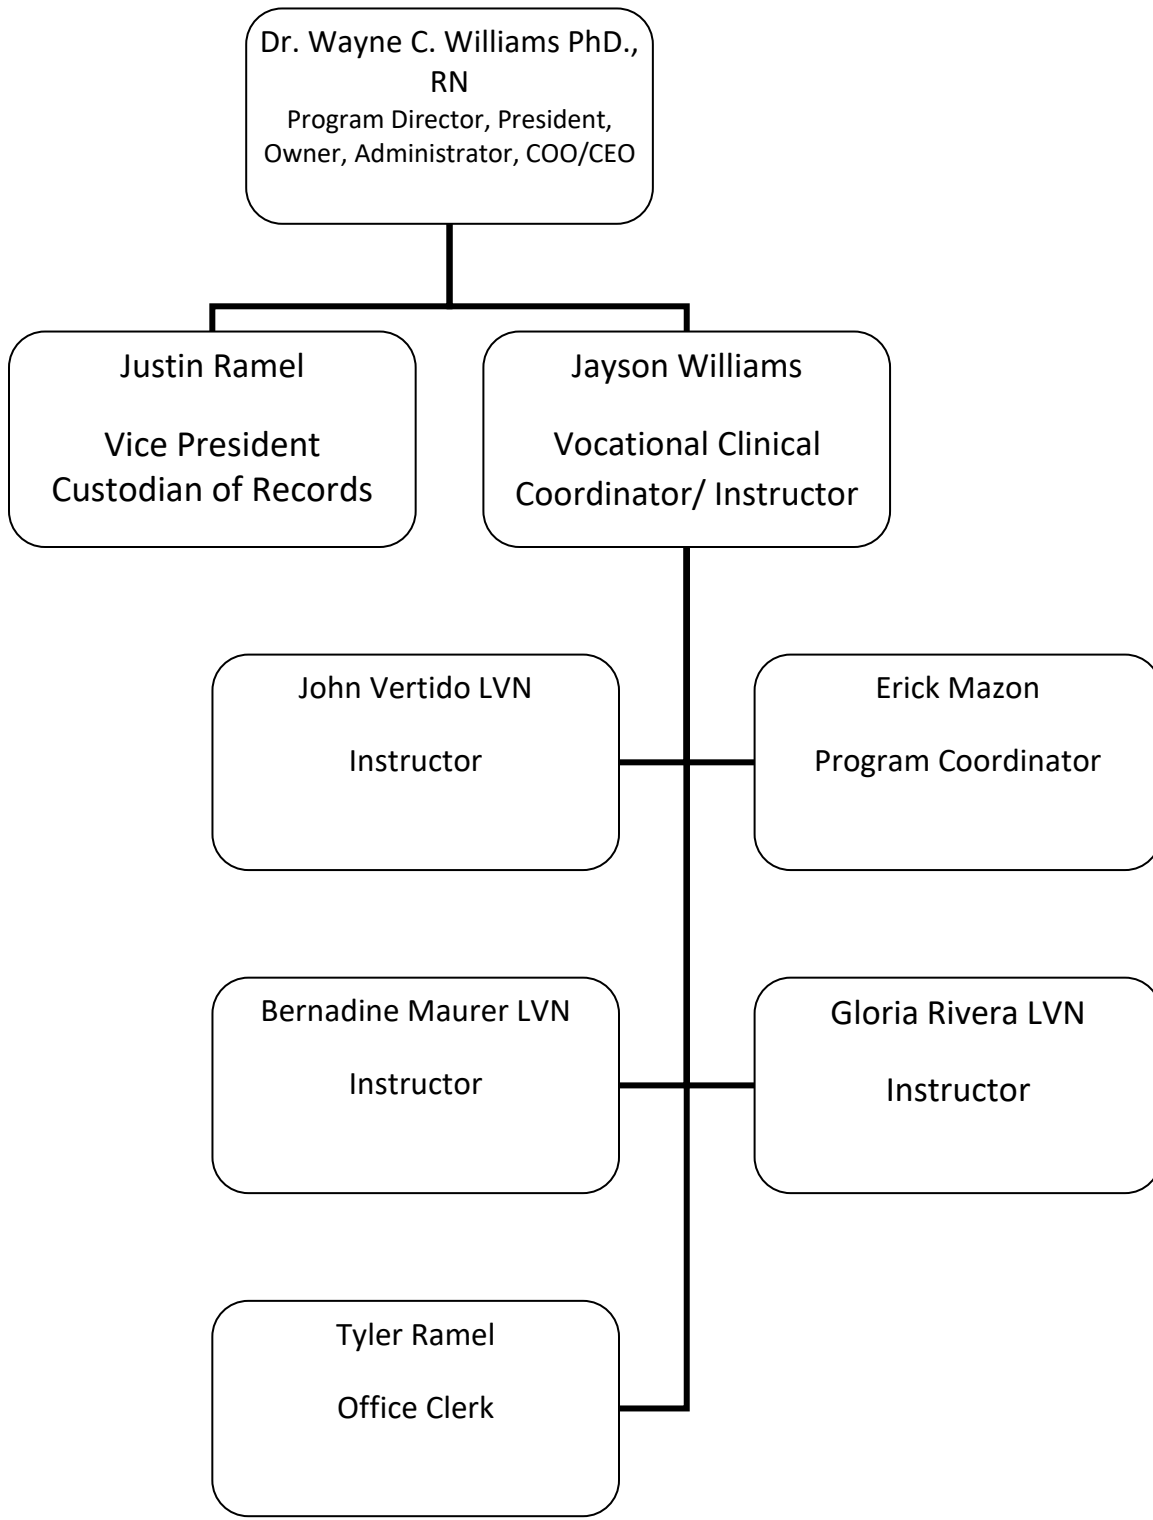 Dr. Wayne C. Williams PhD.,
RN
Program Director, President,
Owner, Administrator, COO/CEO
Justin Ramel
Vice President
Custodian of Records
Jayson Williams
Vocational Clinical
Coordinator/ Instructor
John Vertido LVN
Instructor
Erick Mazon
Program Coordinator
Bernadine Maurer LVN
Instructor
Gloria Rivera LVN
Instructor
Tyler Ramel
Office Clerk